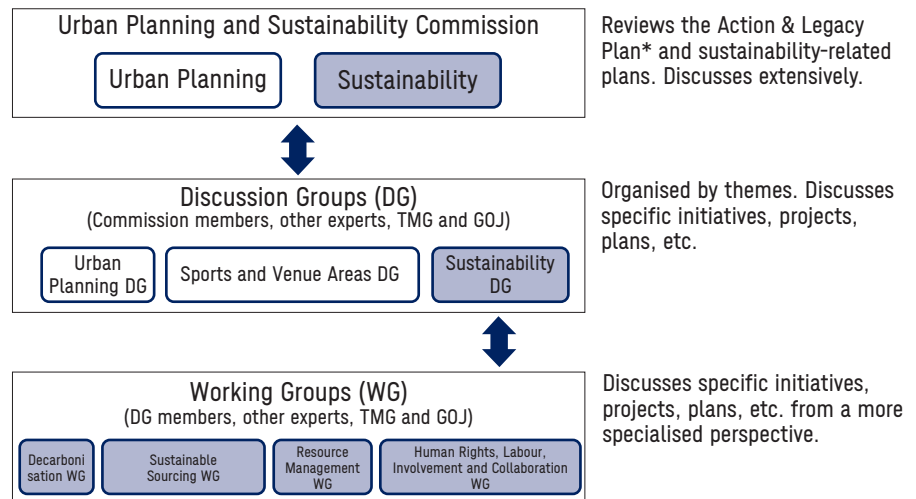 Urban Planning and Sustainability Commission
Urban Planning
Sustainability
Reviews the Action & Legacy
Plan* and sustainability-related
plans. Discusses extensively.
Discussion Groups (DG)
(Commission members, other experts, TMG and GOJ)
Urban
Planning DG
Sports and Venue Areas DG
Sustainability
DG
Organised by themes. Discusses
specific initiatives, projects,
plans, etc.
Working Groups (WG)
(DG members, other experts, TMG and GOJ)
Decarboni
sation WG
Sustainable
Sourcing WG
Resource
Management
WG
Human Rights, Labour,
Involvement and Collaboration
WG
Discusses specific initiatives,
projects, plans, etc. from a more
specialised perspective.